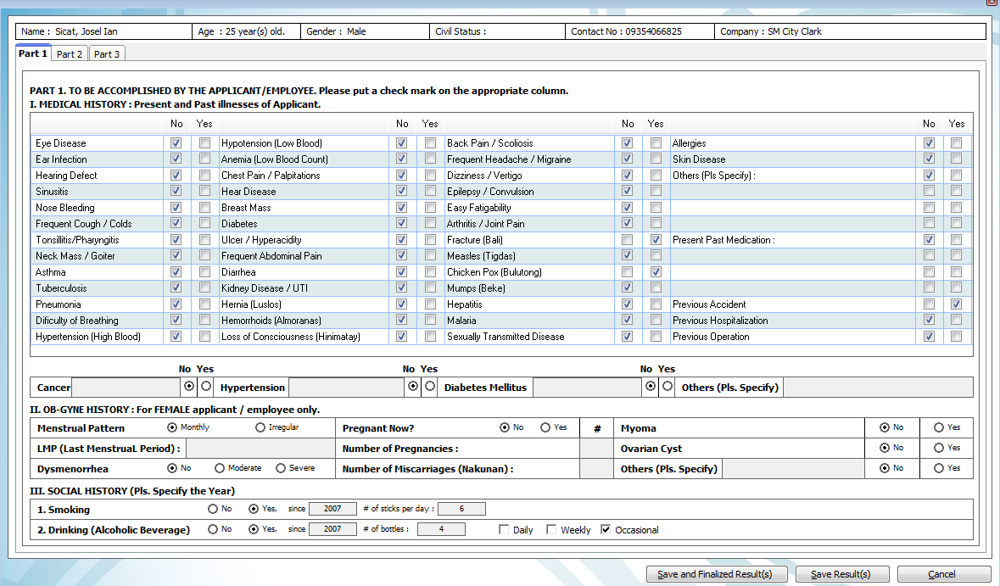 Name : Sicat, Josel Ian Age : 25 year(s) old. Gender : Male Civil Status : Contact No : 09354066825 Company : SM City Clark
Part 1 Part 2 Part 3
PART 1. TO BE ACCOMPLISHED BY THE APPLICANT/EMPLOYEE. Please put a check mark on the appropriate column.
I. MEDICAL HISTORY : Present and Past illnesses of Applicant.
No Yes No Yes No Yes No Yes
Eye Disease Hypotension (Low Blood) Back Pain / Scoliosis Allergies
Ear Infection Anemia (Low Blood Count) Frequent Headache / Migraine Skin Disease
Hearing Defect Chest Pain / Palpitations Dizziness / Vertigo Others (Pls Specify) :
Sinusitis Hear Disease Epilepsy / Convulsion
Nose Bleeding Breast Mass Easy Fatigability
Frequent Cough / Colds Diabetes Arthritis / Joint Pain
Tonsillitis/Pharyngitis Ulcer / Hyperacidity Fracture (Bali) Present Past Medication :
Neck Mass / Goiter Frequent Abdominal Pain Measles (Tigdas)
Asthma Diarrhea Chicken Pox (Bulutong)
Tuberculosis Kidney Disease / UTI Mumps (Beke)
Pneumonia Hernia (Luslos) Hepatitis Previous Accident
Dificulty of Breathing Hemorrhoids (Almoranas) Malaria Previous Hospitalization
Hypertension (High Blood) Loss of Consciousness (Hinimatay) Sexually Transmitted Disease Previous Operation
No Yes No Yes No Yes
Cancer Hypertension Diabetes Mellitus Others (Pls. Specify)
II. OB-GYNE HISTORY : For FEMALE applicant / employee only.
Menstrual Pattern Monthly Irregular Pregnant Now? No Yes # Myoma No Yes
LMP (Last MenstruaL Period) : Number of Pregnancies : Ovarian Cyst No Yes
Dysmenorrhea No Moderate Severe Number of Miscarriages (Nakunan) : Others (Pls. Specify) No Yes
III. SOCIAL HISTORY (Pls. Specify the Year)
1. Smoking No Yes, since 2007 # of sticks per day : 6
2. Drinking (Alcoholic Beverage) No Yes, since 2007 # of bottles : 4 Daily Weekly Occasional
Save and Finalized Result(s) Save Result(s) Cancel